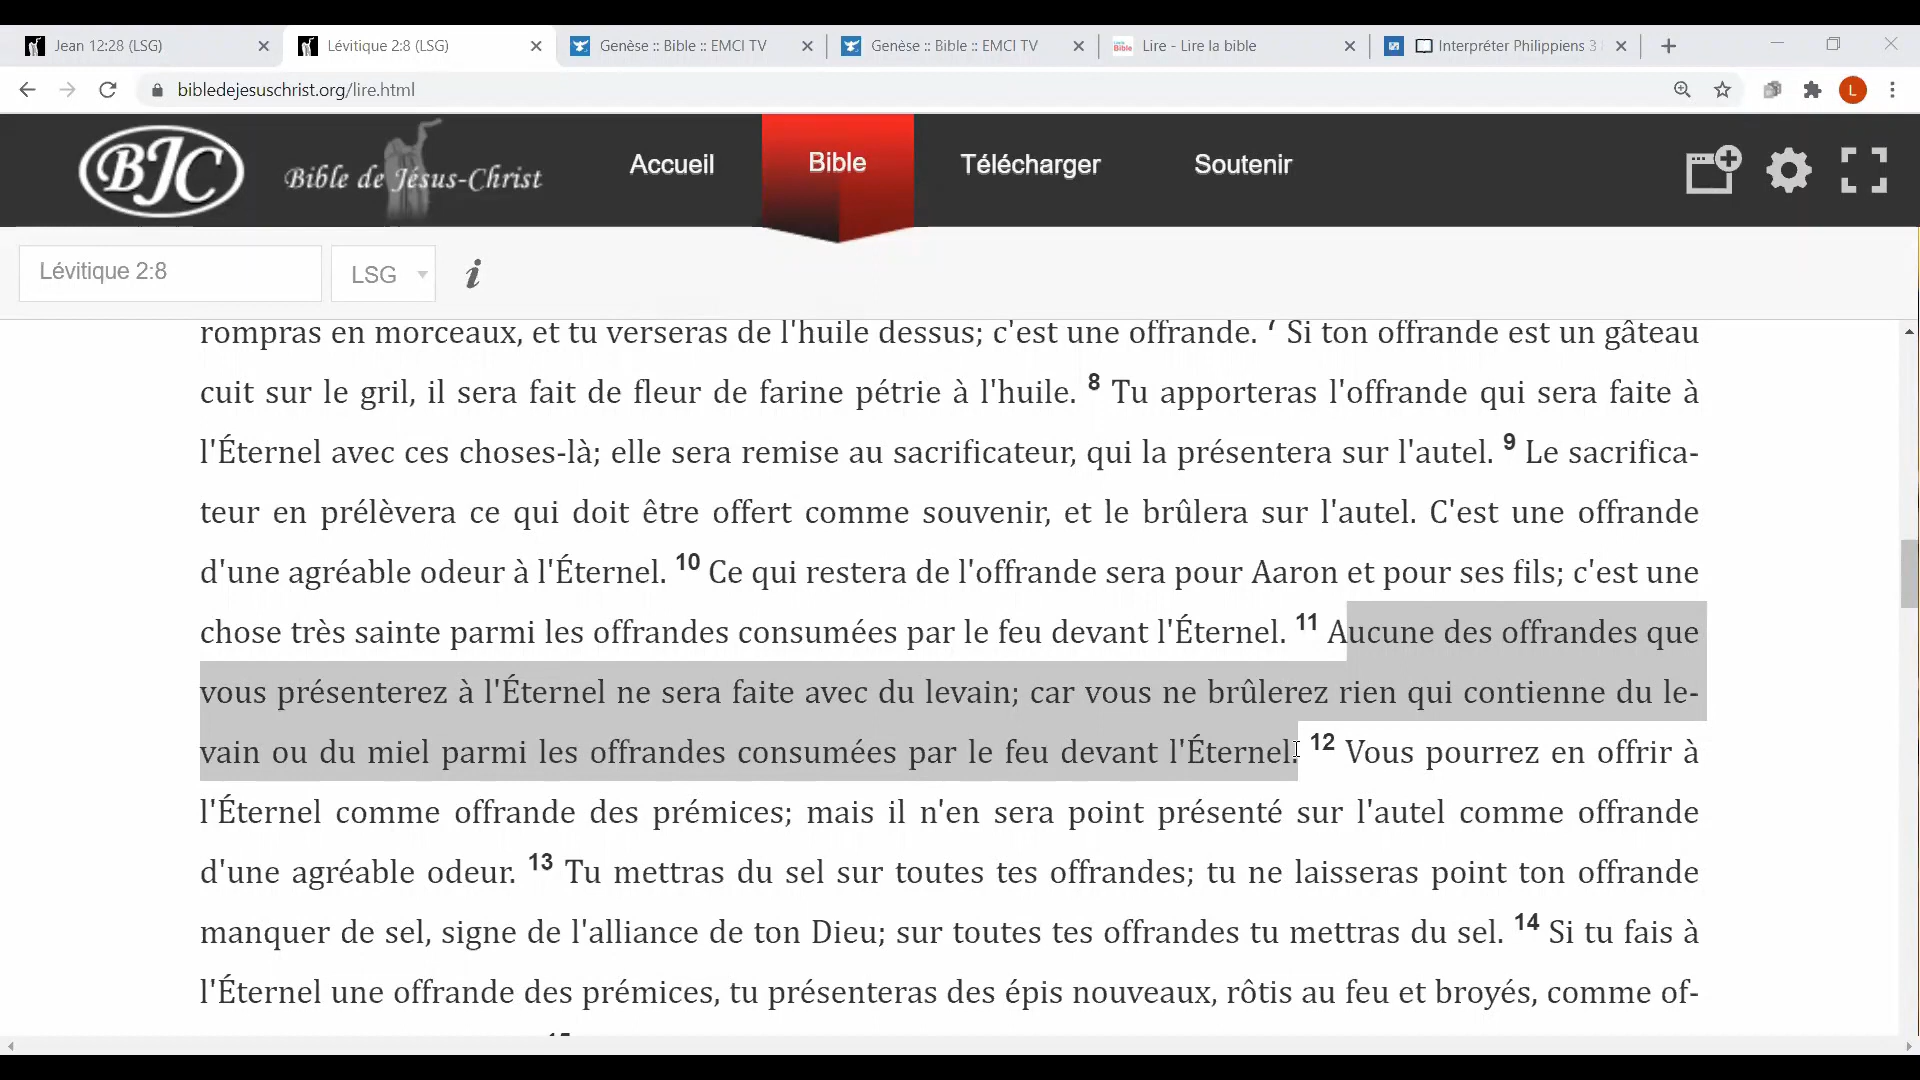 Jean 12:28 (LSG)
Lévitique 2:8 (LSG)
Genèse :: Bible :: EMCI TV
Genèse :: Bible :: EMCI TV
Lire - Lire la bible
Interpréter Philippiens 3
bibledejesuschrist.org/lire.html
L
BJC
Bible de Jésus-Christ
Accueil
Bible
Télécharger
Soutenir
Lévitique 2:8
LSG
i
rompras en morceaux, et tu verseras de l'huile dessus; c'est une offrande. 7 Si ton offrande est un gâteau
cuit sur le gril, il sera fait de fleur de farine pétrie à l'huile. 8 Tu apporteras l'offrande qui sera faite à
l'Éternel avec ces choses-là; elle sera remise au sacrificateur, qui la présentera sur l'autel. 9 Le sacrifica-
teur en prélèvera ce qui doit être offert comme souvenir, et le brûlera sur l'autel. C'est une offrande
d'une agréable odeur à l'Éternel. 10 Ce qui restera de l'offrande sera pour Aaron et pour ses fils; c'est une
chose très sainte parmi les offrandes consumées par le feu devant l'Éternel. 11 Aucune des offrandes que
vous présenterez à l'Éternel ne sera faite avec du levain; car vous ne brûlerez rien qui contienne du le-
vain ou du miel parmi les offrandes consumées par le feu devant l'Éternel. 12 Vous pourrez en offrir à
l'Éternel comme offrande des prémices; mais il n'en sera point présenté sur l'autel comme offrande
d'une agréable odeur. 13 Tu mettras du sel sur toutes tes offrandes; tu ne laisseras point ton offrande
manquer de sel, signe de l'alliance de ton Dieu; sur toutes tes offrandes tu mettras du sel. 14 Si tu fais à
l'Éternel une offrande des prémices, tu présenteras des épis nouveaux, rôtis au feu et broyés, comme of-